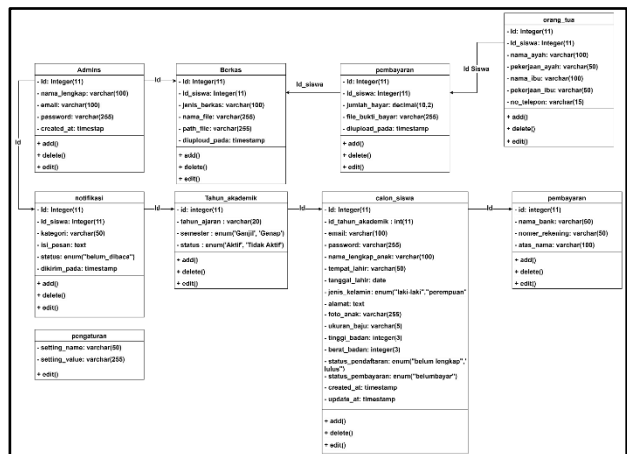 orang_tua
- Id: Integer(11)
- Id_siswa: Integer(11)
- nama_ayah: varchar(100)
- pekerjaan_ayah: varchar(50)
- nama_ibu: varchar(100)
- pekerjaan_ibu: varchar(50)
- no_telepon: varchar(15)
+ add()
+ delete()
+ edit()
Id Siswa
Admins
- Id: Integer(11)
- nama_lengkap: varchar(100)
- email: varchar(100)
- password: varchar(255)
- created_at: timestap
+ add()
+ delete()
+ edit()
Id
Id
Berkas
- Id: Integer(11)
- id_siswa: Integer(11)
- jenis_berkas: varchar(100)
- nama_file: varchar(255)
- path_file: varchar(255)
- diuploud_pada: timestamp
+ add()
+ delete()
+ edit()
Id_siswa
pembayaran
- Id: Integer(11)
- id_siswa: Integer(11)
- jumlah_bayar: decimal(10,2)
- file_bukti_bayar: varchar(255)
- diupload_pada: timestamp
+ add()
+ delete()
+ edit()
notifikasi
- Id: Integer(11)
- id_siswa: Integer(11)
- kategori: varchar(50)
- isi_pesan: text
- status: enum("belum_dibaca")
- dikirim_pada: timestamp
+ add()
+ delete()
+ edit()
Id
Tahun_akademik
- id: integer(11)
- tahun_ajaran : varchar(20)
- semester : enum('Ganjil', 'Genap')
- status : enum('Aktif', 'Tidak Aktif')
+ add()
+ delete()
+ edit()
Id
calon_siswa
- Id: Integer(11)
- id_tahun_akademik : int(11)
- email: varchar(100)
- password: varchar(255)
- nama_lengkap_anak: varchar(100)
- tempat_lahir: varchar(50)
- tanggal_lahir: date
- jenis_kelamin: enum("laki-laki","perempuan"
- alamat: text
- foto_anak: varchar(255)
- ukuran_baju: varchar(5)
- tinggi_badan: integer(3)
- berat_badan: integer(3)
- status_pendaftaran: enum("belum lengkap",'
lulus")
- status_pembayaran: enum("belumbayar")
- created_at: timestamp
- update_at: timestamp
+ add()
+ delete()
+ edit()
Id
pembayaran
- nama_bank: varchar(50)
- nomer_rekening: varchar(50)
- atas_nama: varchar(100)
+ add()
+ delete()
+ edit()
pengaturan
- setting_name: varchar(50)
- setting_value: varchar(255)
+ edit()